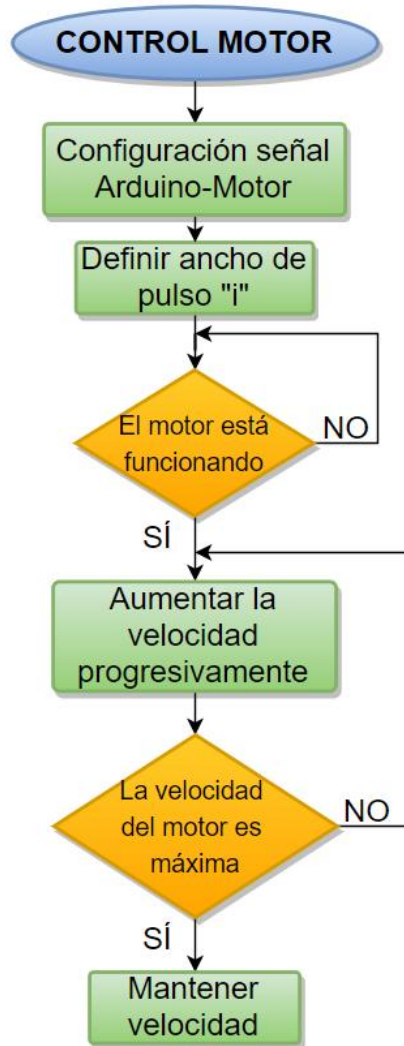 CONTROL MOTOR
Configuración señal
Arduino-Motor
Definir ancho de
pulso "i"
El motor está
funcionando
NO
SÍ
Aumentar la
velocidad
progresivamente
La velocidad
del motor es
máxima
NO
SÍ
Mantener
velocidad